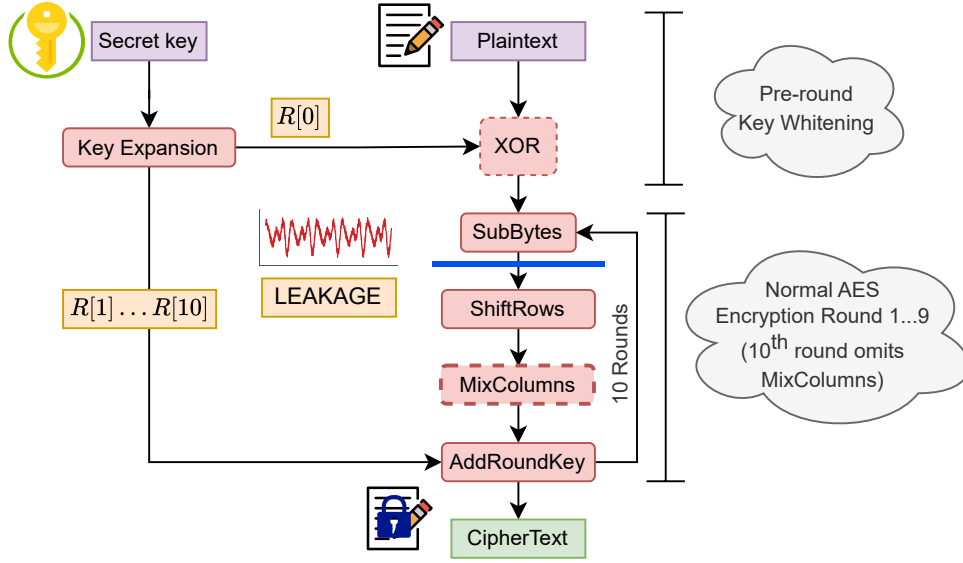 Secret key
Plaintext
Pre-round
Key Whitening
R[0]
Key Expansion
XOR
SubBytes
LEAKAGE
R[1] … R[10]
ShiftRows
MixColumns
10 Rounds
AddRoundKey
CipherText
Normal AES
Encryption Round 1...9
(10th round omits
MixColumns)